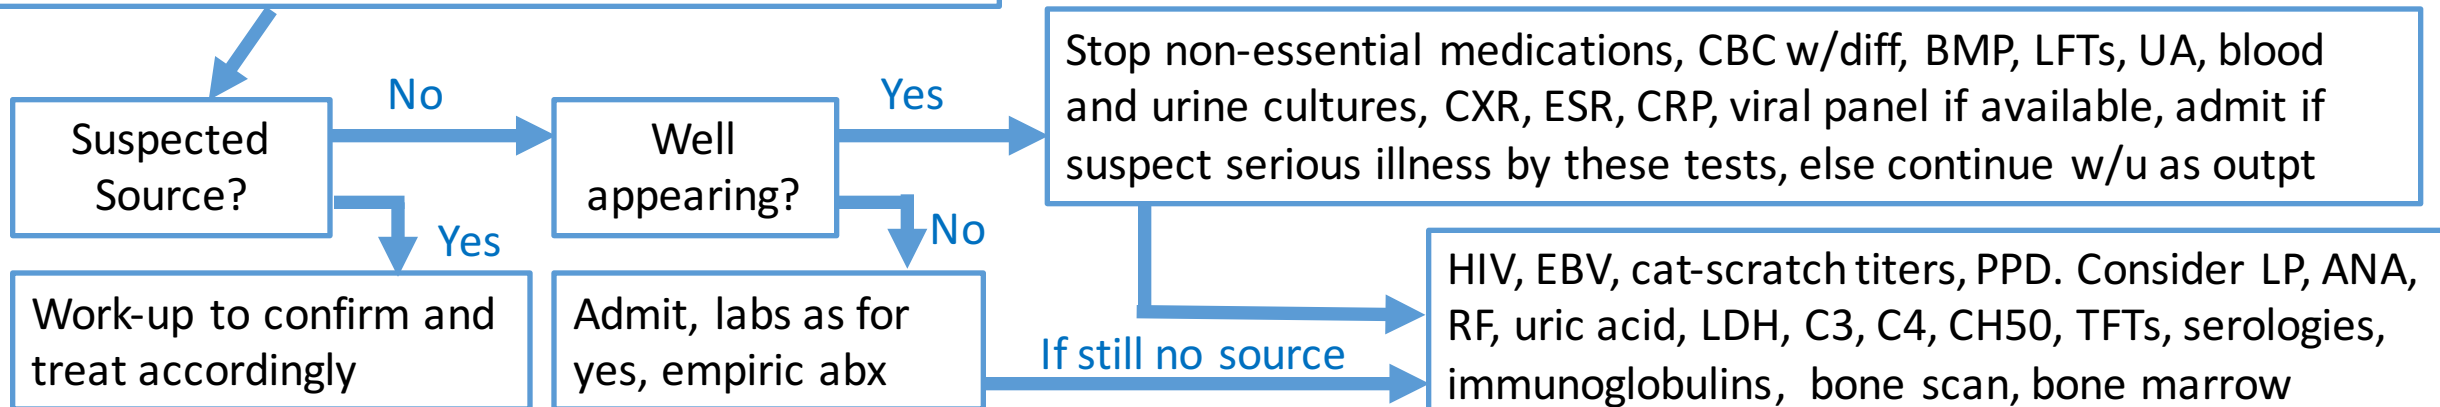 Suspected
Source?
No
Well
appearing?
Yes
Stop non-essential medications, CBC w/diff, BMP, LFTs, UA, blood
and urine cultures, CXR, ESR, CRP, viral panel if available, admit if
suspect serious illness by these tests, else continue w/u as outpt
Yes
No
Work-up to confirm and
treat accordingly
Admit, labs as for
yes, empiric abx
If still no source
HIV, EBV, cat-scratch titers, PPD. Consider LP, ANA,
RF, uric acid, LDH, C3, C4, CH50, TFTs, serologies,
immunoglobulins, bone scan, bone marrow